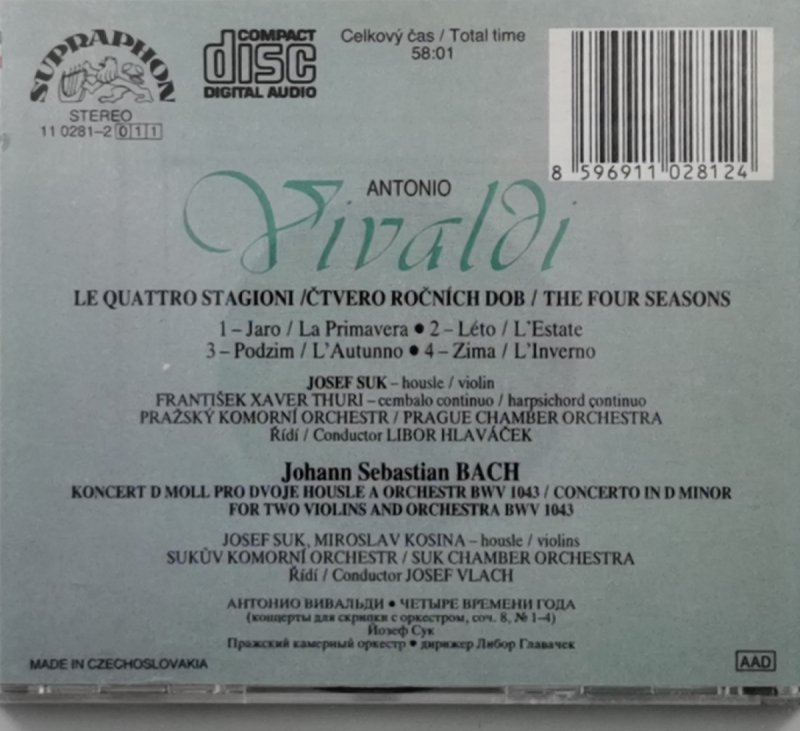 SUPRAPHON
STEREO
11 0281-2 011
COMPACT
disc
DIGITAL AUDIO
Celkový čas / Total time
58:01
8 596911 028124
ANTONIO
Vivaldi
LE QUATTRO STAGIONI /ČTVERO ROČNÍCH DOB / THE FOUR SEASONS
1 – Jaro / La Primavera ● 2 – Léto / L'Estate
3 – Podzim / L'Autunno ● 4 – Zima / L'Inverno
JOSEF SUK – housle / violin
FRANTIŠEK XAVER THURI – cembalo continuo / harpsichord continuo
PRAŽSKÝ KOMORNÍ ORCHESTR / PRAGUE CHAMBER ORCHESTRA
Řídí / Conductor LIBOR HLAVÁČEK
Johann Sebastian BACH
KONCERT D MOLL PRO DVOJE HOUSLE A ORCHESTR BWV 1043 / CONCERTO IN D MINOR
FOR TWO VIOLINS AND ORCHESTRA BWV 1043
JOSEF SUK, MIROSLAV KOSINA – housle / violins
SUKŮV KOMORNÍ ORCHESTR / SUK CHAMBER ORCHESTRA
Řídí / Conductor JOSEF VLACH
АНТОНИО ВИВАЛЬДИ ● ЧЕТЫРЕ ВРЕМЕНИ ГОДА
(концерты для скрипки с оркестром, соч. 8, № 1–4)
Йозеф Сук
Пражский камерный оркестр ● дирижер Либор Главачек
MADE IN CZECHOSLOVAKIA
AAD